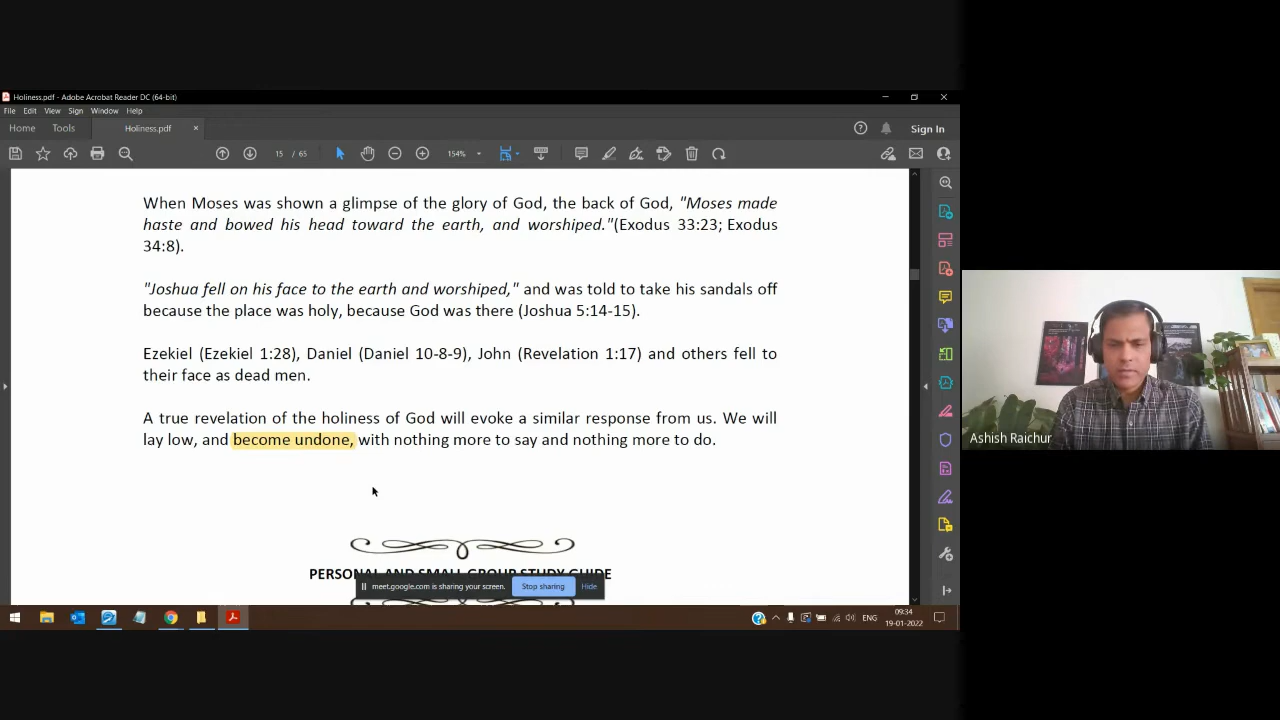 Holiness.pdf - Adobe Acrobat Reader DC (64-bit)
File Edit View Sign Window Help
Home Tools Holiness.pdf × Sign In
15 / 65 154%
When Moses was shown a glimpse of the glory of God, the back of God, "Moses made
haste and bowed his head toward the earth, and worshiped."(Exodus 33:23; Exodus
34:8).
"Joshua fell on his face to the earth and worshiped," and was told to take his sandals off
because the place was holy, because God was there (Joshua 5:14-15).
Ezekiel (Ezekiel 1:28), Daniel (Daniel 10-8-9), John (Revelation 1:17) and others fell to
their face as dead men.
A true revelation of the holiness of God will evoke a similar response from us. We will
lay low, and become undone, with nothing more to say and nothing more to do.
Ashish Raichur
PERSONAL AND SMALL GROUP STUDY GUIDE
meet.google.com is sharing your screen. Stop sharing Hide
ENG 09:34
19-01-2022